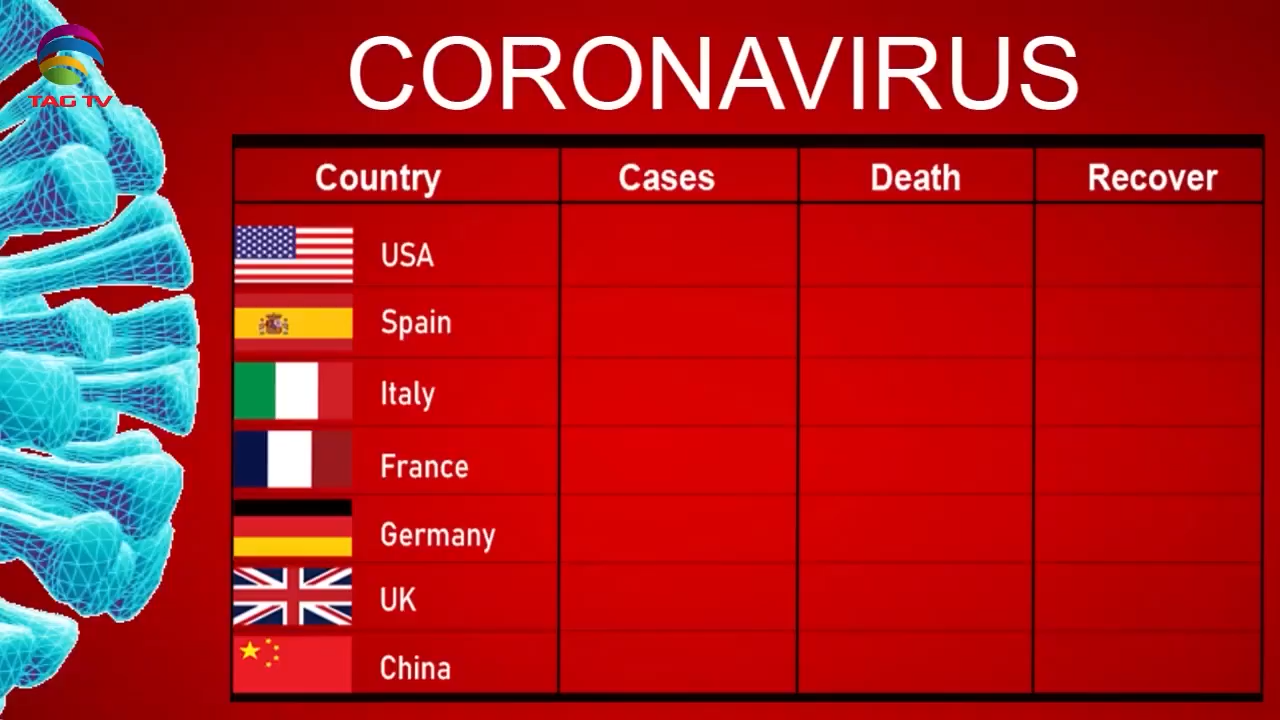 TAG TV
CORONAVIRUS
Country Cases Death Recover
USA
Spain
Italy
France
Germany
UK
China